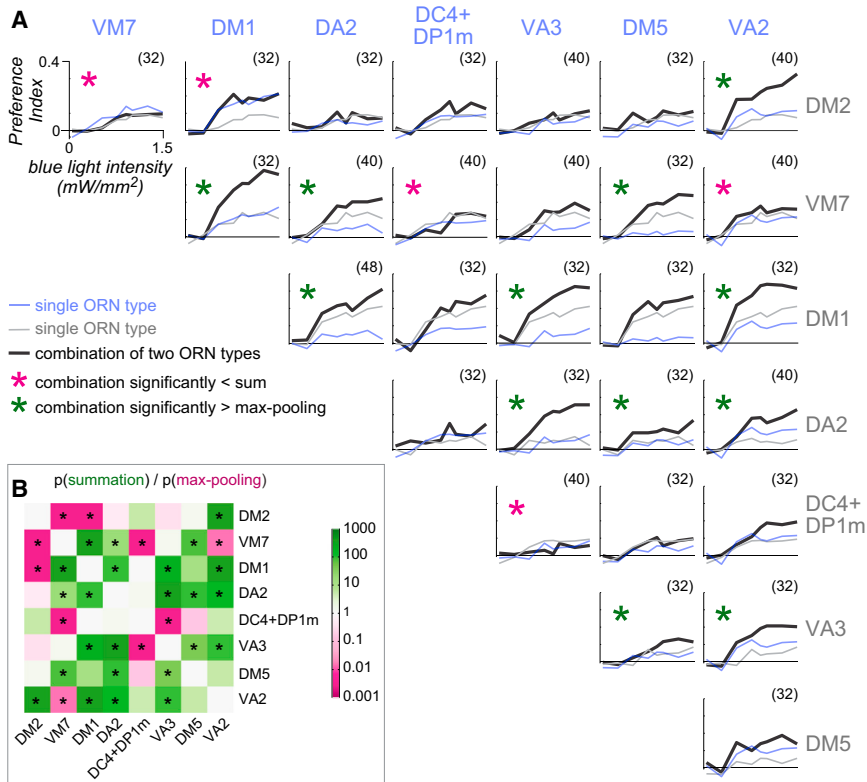 A
VM7 DM1 DA2 DC4+ DP1m VA3 DM5 VA2
(32) (32) (32) (32) (40) (32) (40)
0.4
Preference
Index
0
*
*
*
DM2
0 1.5
blue light intensity
(mW/mm²)
(32) (40) (40) (40) (32) (40)
* * * * *
VM7
(48) (32) (32) (32) (32)
* * *
DM1
single ORN type
single ORN type
combination of two ORN types
* combination significantly < sum
* combination significantly > max-pooling
(32) (32) (32) (40)
* * *
DA2
(40) (32) (32)
*
DC4+
DP1m
(32) (32)
* *
VA3
(32)
DM5
B
p(summation) / p(max-pooling)
* * * DM2
* * * * * VM7
* * * * * DM1
* * * * * DA2
* * DC4+DP1m
* * * * * VA3
* * * DM5
* * * * * VA2
DM2 VM7 DM1 DA2 DC4+DP1m VA3 DM5 VA2
1000
100
10
1
0.1
0.01
0.001